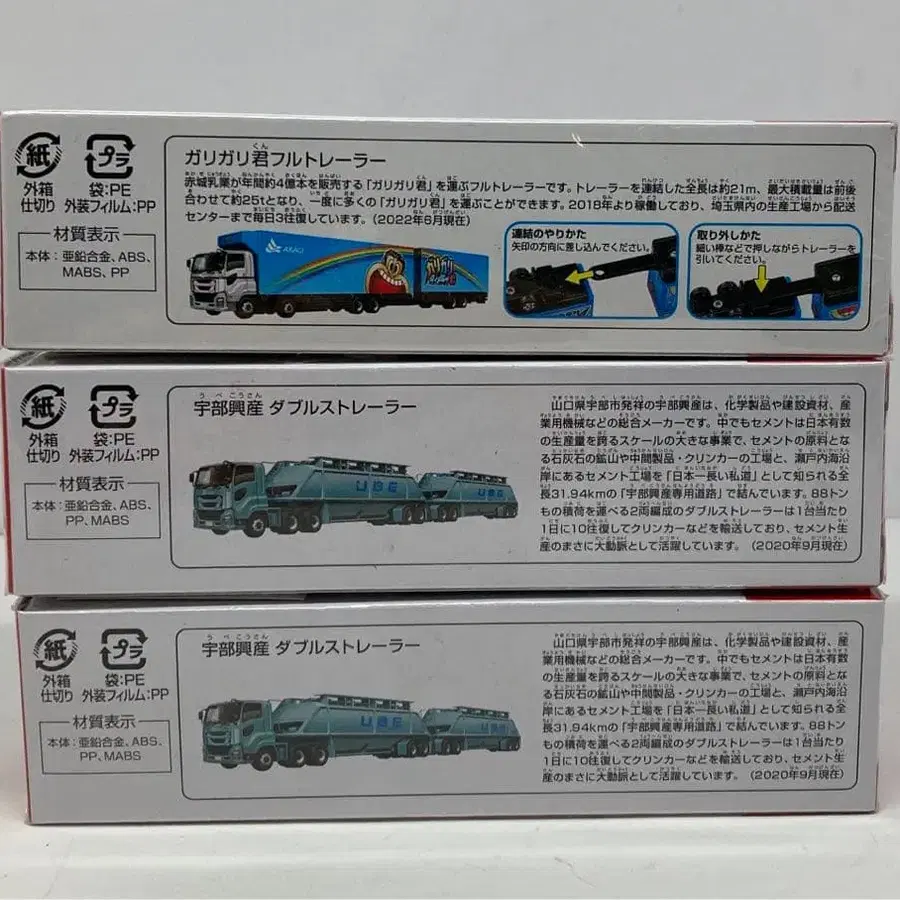 紙
プラ
外箱
仕切り
袋:PE
外装フィルム:PP
材質表示
本体:亜鉛合金、ABS、
MABS、PP
ガリガリ君フルトレーラー
赤城乳業が年間約4億本を販売する「ガリガリ君」を運ぶフルトレーラーです。トレーラーを連結した全長は約21m、最大積載量は前後
合わせて約25tとなり、一度に多くの「ガリガリ君」を運ぶことができます。2018年より稼働しており、埼玉県内の生産工場から配送
センターまで毎日3往復しています。(2022年6月現在)
AKAGI
ガリガリ
連結のやりかた
矢印の方向に差し込んでください。
取り外しかた
細い棒などで押しながらトレーラーを
引いてください。
紙
プラ
外箱
仕切り
袋:PE
外装フィルム:PP
材質表示
本体:亜鉛合金、ABS、
PP、MABS
宇部興産 ダブルストレーラー
UBE
UBE
山口県宇部市発祥の宇部興産は、化学製品や建設資材、産
業用機械などの総合メーカーです。中でもセメントは日本有数
の生産量を誇るスケールの大きな事業で、セメントの原料とな
る石灰石の鉱山や中間製品・クリンカーの工場と、瀬戸内海沿
岸にあるセメント工場を「日本一長い私道」として知られる全
長31.94kmの「宇部興産専用道路」で結んでいます。88トン
もの積荷を運べる2両編成のダブルストレーラーは1台当たり
1日に10往復してクリンカーなどを輸送しており、セメント生
産のまさに大動脈として活躍しています。(2020年9月現在)
紙
プラ
外箱
仕切り
袋:PE
外装フィルム:PP
材質表示
本体:亜鉛合金、ABS、
PP、MABS
宇部興産 ダブルストレーラー
UBE
UBE
山口県宇部市発祥の宇部興産は、化学製品や建設資材、産
業用機械などの総合メーカーです。中でもセメントは日本有数
の生産量を誇るスケールの大きな事業で、セメントの原料とな
る石灰石の鉱山や中間製品・クリンカーの工場と、瀬戸内海沿
岸にあるセメント工場を「日本一長い私道」として知られる全
長31.94kmの「宇部興産専用道路」で結んでいます。88トン
もの積荷を運べる2両編成のダブルストレーラーは1台当たり
1日に10往復してクリンカーなどを輸送しており、セメント生
産のまさに大動脈として活躍しています。(2020年9月現在)